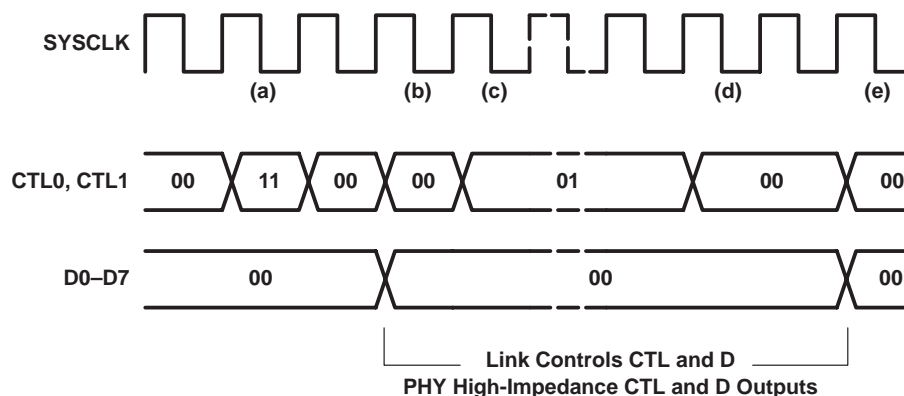 SYSCLK
(a) (b) (c) (d) (e)
CTL0, CTL1 00 11 00 00 01 00 00
D0–D7 00 00 00
Link Controls CTL and D
PHY High-Impedance CTL and D Outputs